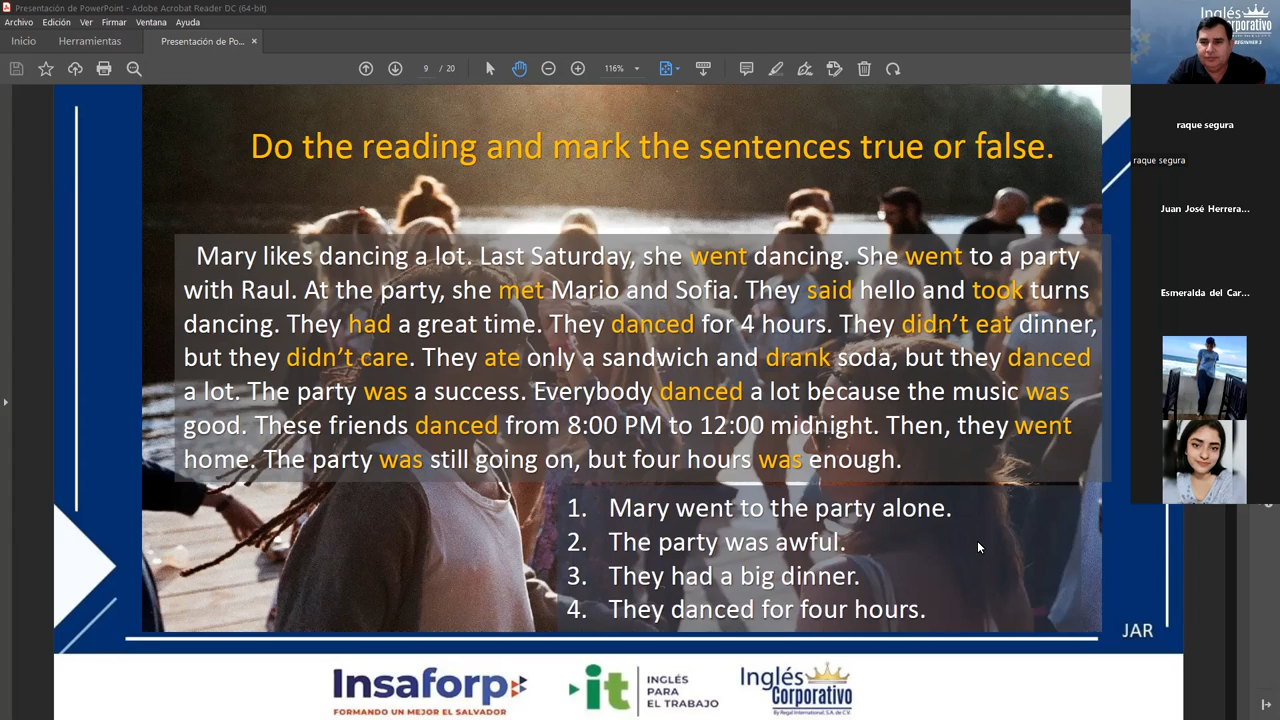 Presentación de PowerPoint - Adobe Acrobat Reader DC (64-bit)
Archivo Edición Ver Firmar Ventana Ayuda
Inicio Herramientas Presentación de Po... ×
9 / 20 116%
Do the reading and mark the sentences true or false.
Mary likes dancing a lot. Last Saturday, she went dancing. She went to a party
with Raul. At the party, she met Mario and Sofia. They said hello and took turns
dancing. They had a great time. They danced for 4 hours. They didn't eat dinner,
but they didn't care. They ate only a sandwich and drank soda, but they danced
a lot. The party was a success. Everybody danced a lot because the music was
good. These friends danced from 8:00 PM to 12:00 midnight. Then, they went
home. The party was still going on, but four hours was enough.
1. Mary went to the party alone.
2. The party was awful.
3. They had a big dinner.
4. They danced for four hours.
JAR
Insaforp
FORMANDO UN MEJOR EL SALVADOR
it
INGLÉS
PARA
EL TRABAJO
Inglés
Corporativo
By Regal International, S.A. de C.V.
Inglés
Corporativo
BEGINNER 2
raque segura
raque segura
Juan José Herrera...
Esmeralda del Car...